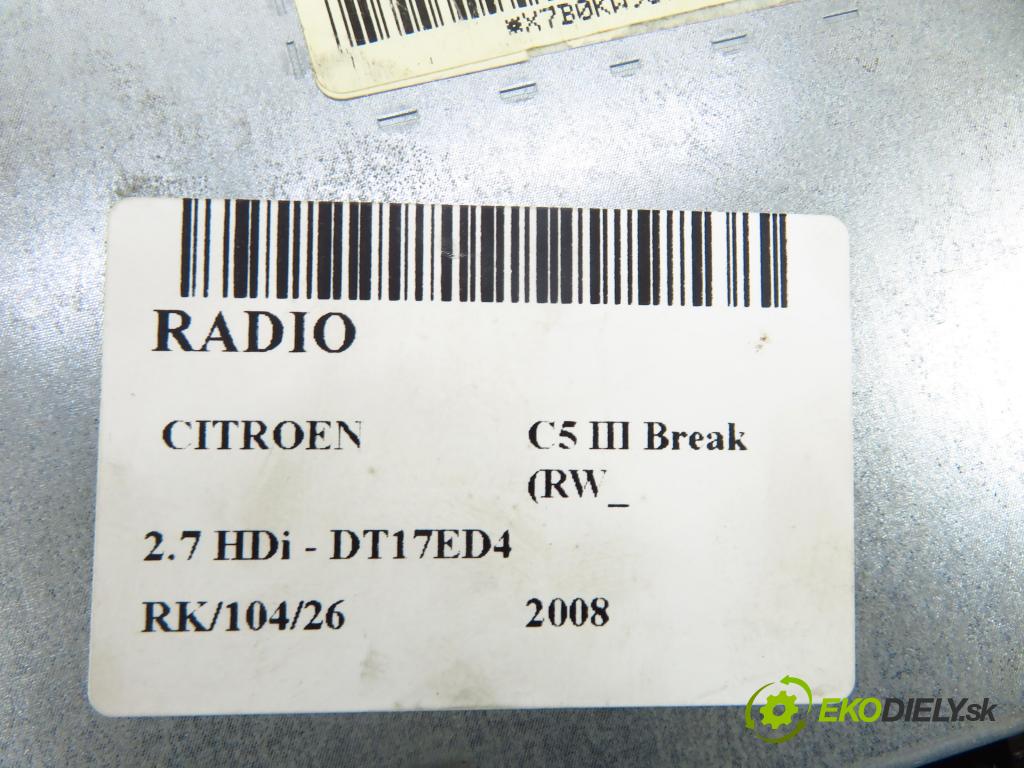 RADIO
CITROEN C5 III Break
(RW_
2.7 HDi - DT17ED4
RK/104/26 2008
EKODIELY.sk